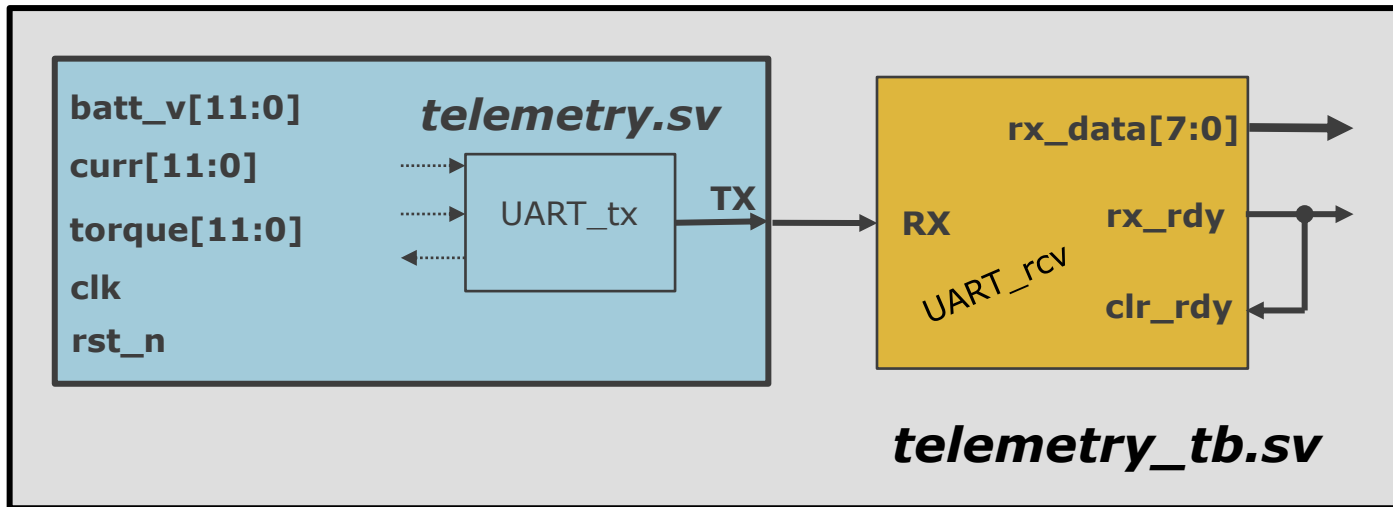 batt_v[11:0]
telemetry.sv
curr[11:0]
torque[11:0]
clk
rst_n
UART_tx
TX
RX
rx_data[7:0]
rx_rdy
UART_rcv
clr_rdy
telemetry_tb.sv